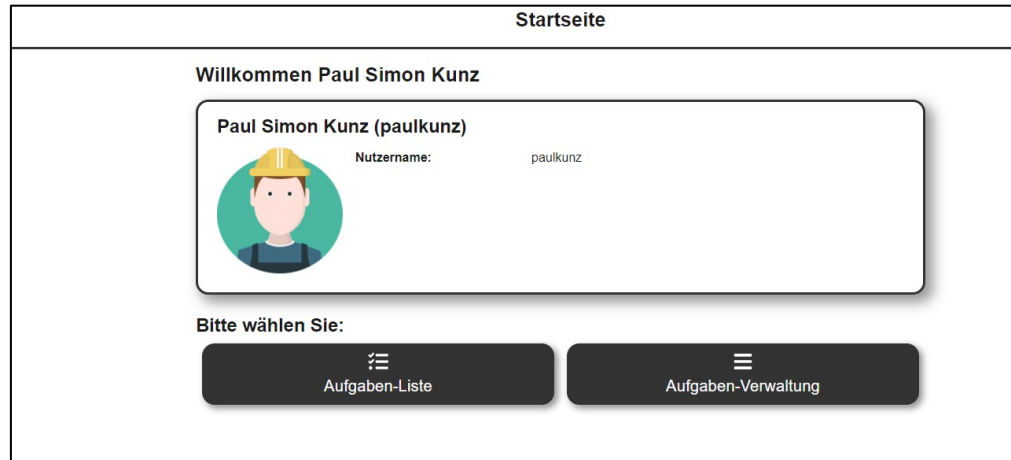 Startseite
Willkommen Paul Simon Kunz
Paul Simon Kunz (paulkunz)
Nutzername: paulkunz
Bitte wählen Sie:
Aufgaben-Liste Aufgaben-Verwaltung